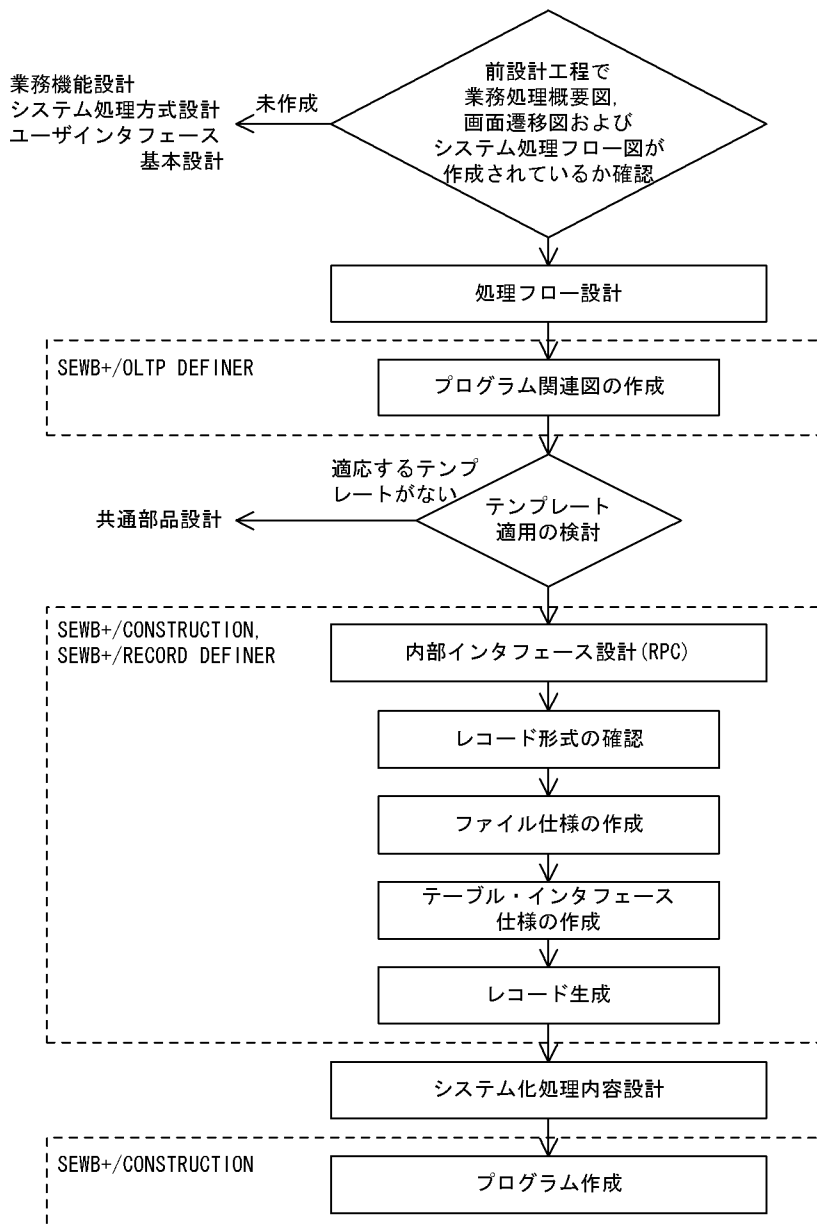 前設計工程で
業務処理概要図，
画面遷移図および
システム処理フロー図が
作成されているか確認
未作成
業務機能設計
システム処理方式設計
ユーザインタフェース
基本設計
処理フロー設計
SEWB+/OLTP DEFINER
プログラム関連図の作成
適応するテンプ
レートがない
テンプレート
適用の検討
共通部品設計
SEWB+/CONSTRUCTION,
SEWB+/RECORD DEFINER
内部インタフェース設計(RPC)
レコード形式の確認
ファイル仕様の作成
テーブル・インタフェース
仕様の作成
レコード生成
システム化処理内容設計
SEWB+/CONSTRUCTION
プログラム作成